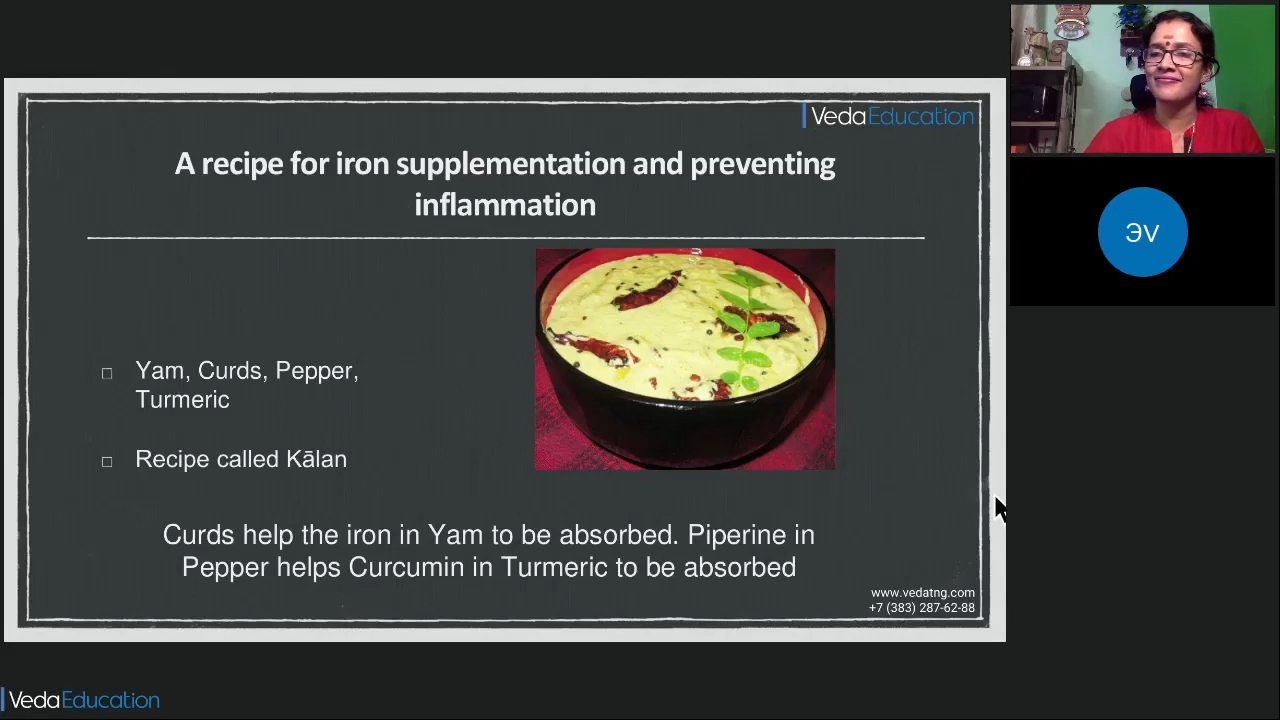 VedaEducation
A recipe for iron supplementation and preventing
inflammation
Yam, Curds, Pepper,
Turmeric
Recipe called Kālan
Curds help the iron in Yam to be absorbed. Piperine in
Pepper helps Curcumin in Turmeric to be absorbed
www.vedatng.com
+7 (383) 287-62-88
ЭV
VedaEducation